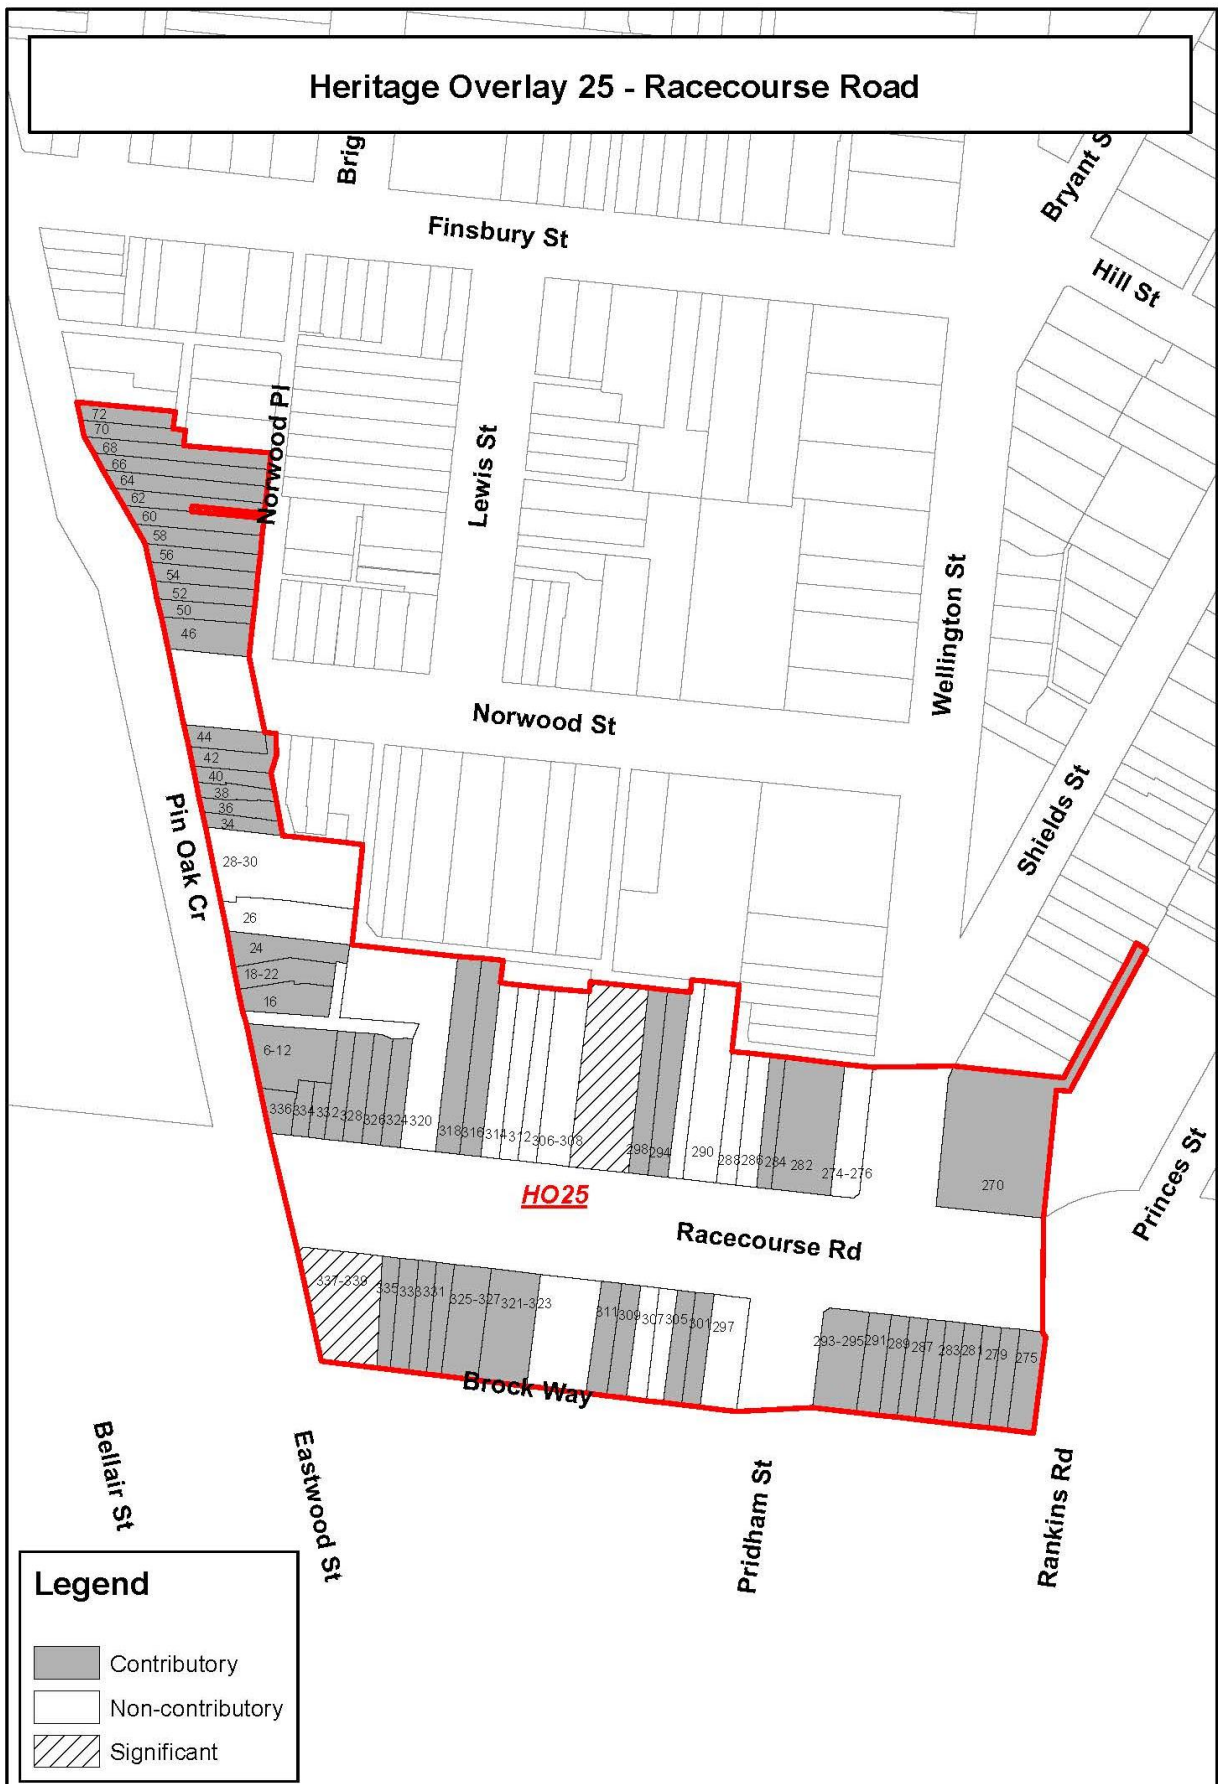 Heritage Overlay 25 - Racecourse Road
Brig
Bryant S
Finsbury St
Hill St
Norwood Pl
Lewis St
Wellington St
72
70
68
66
64
62
60
58
56
54
52
50
46
Norwood St
Shields St
44
42
40
38
36
34
Pin Oak Cr
28-30
26
24
18-22
16
6-12
336
334
332
328
326
324
320
318
316
314
312
306-308
298
294
290
288
286
284
282
274-276
270
Princes St
HO25
Racecourse Rd
337-339
335
333
331
325-327
321-323
311
309
307
305
301
297
293-295
291
289
287
283
281
279
275
Brock Way
Bellair St
Eastwood St
Pridham St
Rankins Rd
Legend
Contributory
Non-contributory
Significant